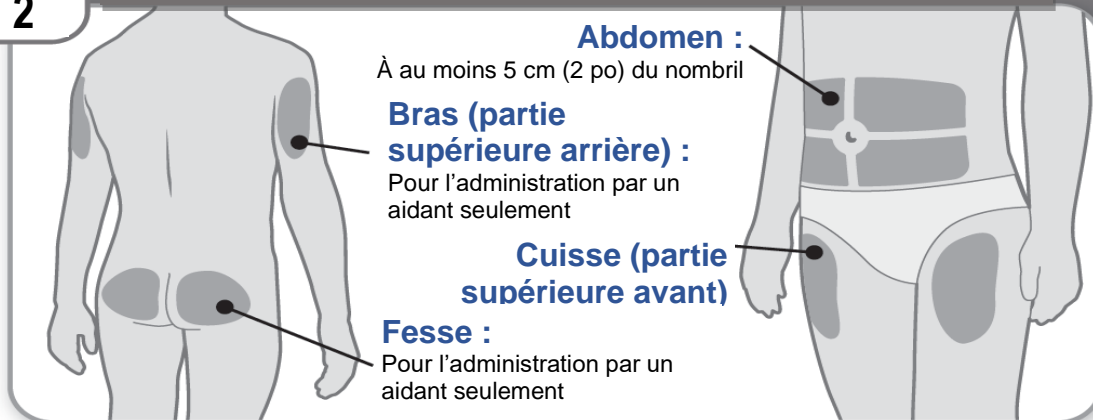 2
Abdomen :
À au moins 5 cm (2 po) du nombril
Bras (partie
supérieure arrière) :
Pour l’administration par un
aidant seulement
Cuisse (partie
supérieure avant)
Fesse :
Pour l’administration par un
aidant seulement